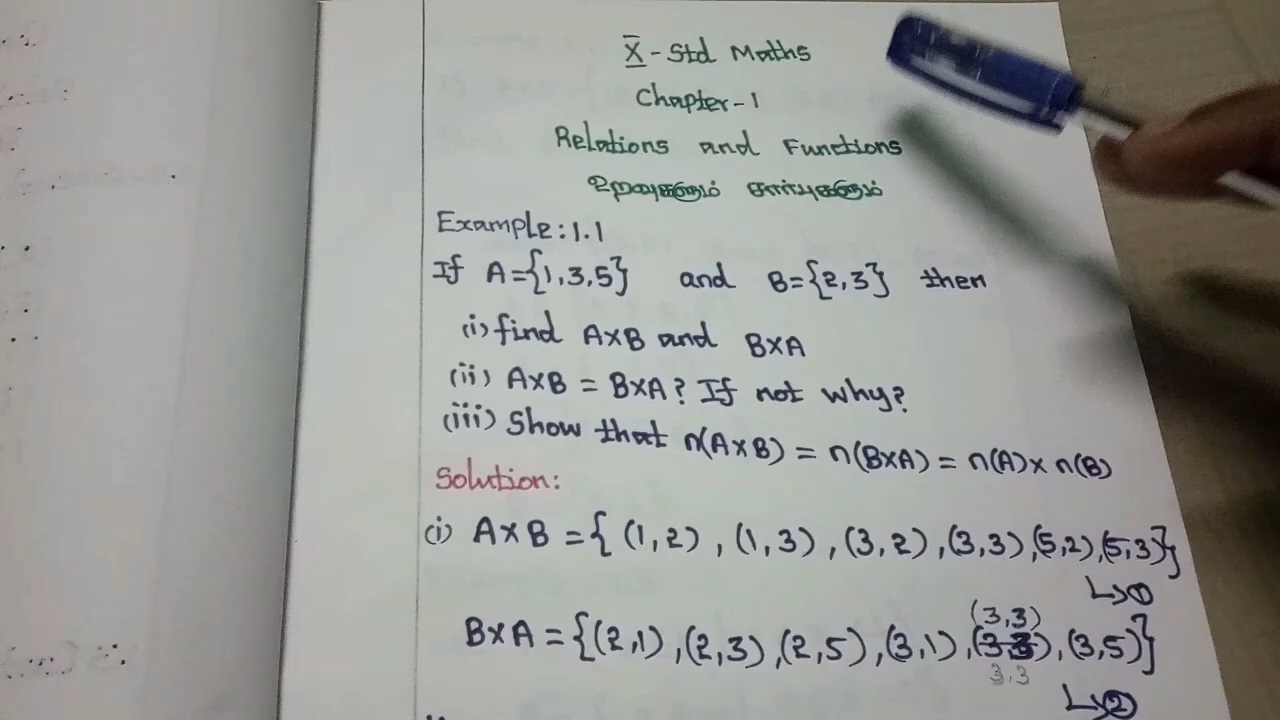 X - Std Maths
Chapter - 1
Relations and Functions
உறவுகளும் சார்புகளும்
Example: 1.1
If A={1,3,5} and B={2,3} then
(i) find A×B and B×A
(ii) A×B = B×A? If not why?
(iii) Show that n(A×B) = n(B×A) = n(A)× n(B)
Solution:
(i) A×B = { (1,2) , (1,3) , (3,2) , (3,3) , (5,2) , (5,3)}
↳①
(3,3)
B×A = {(2,1) , (2,3) , (2,5) , (3,1) , (3,3) , (3,5)}
3,3
↳②